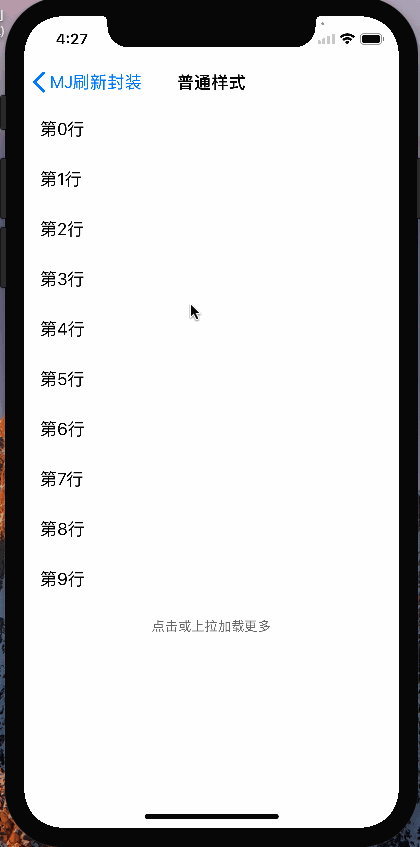 4:27
MJ刷新封装 普通样式
第0行
第1行
第2行
第3行
第4行
第5行
第6行
第7行
第8行
第9行
点击或上拉加载更多